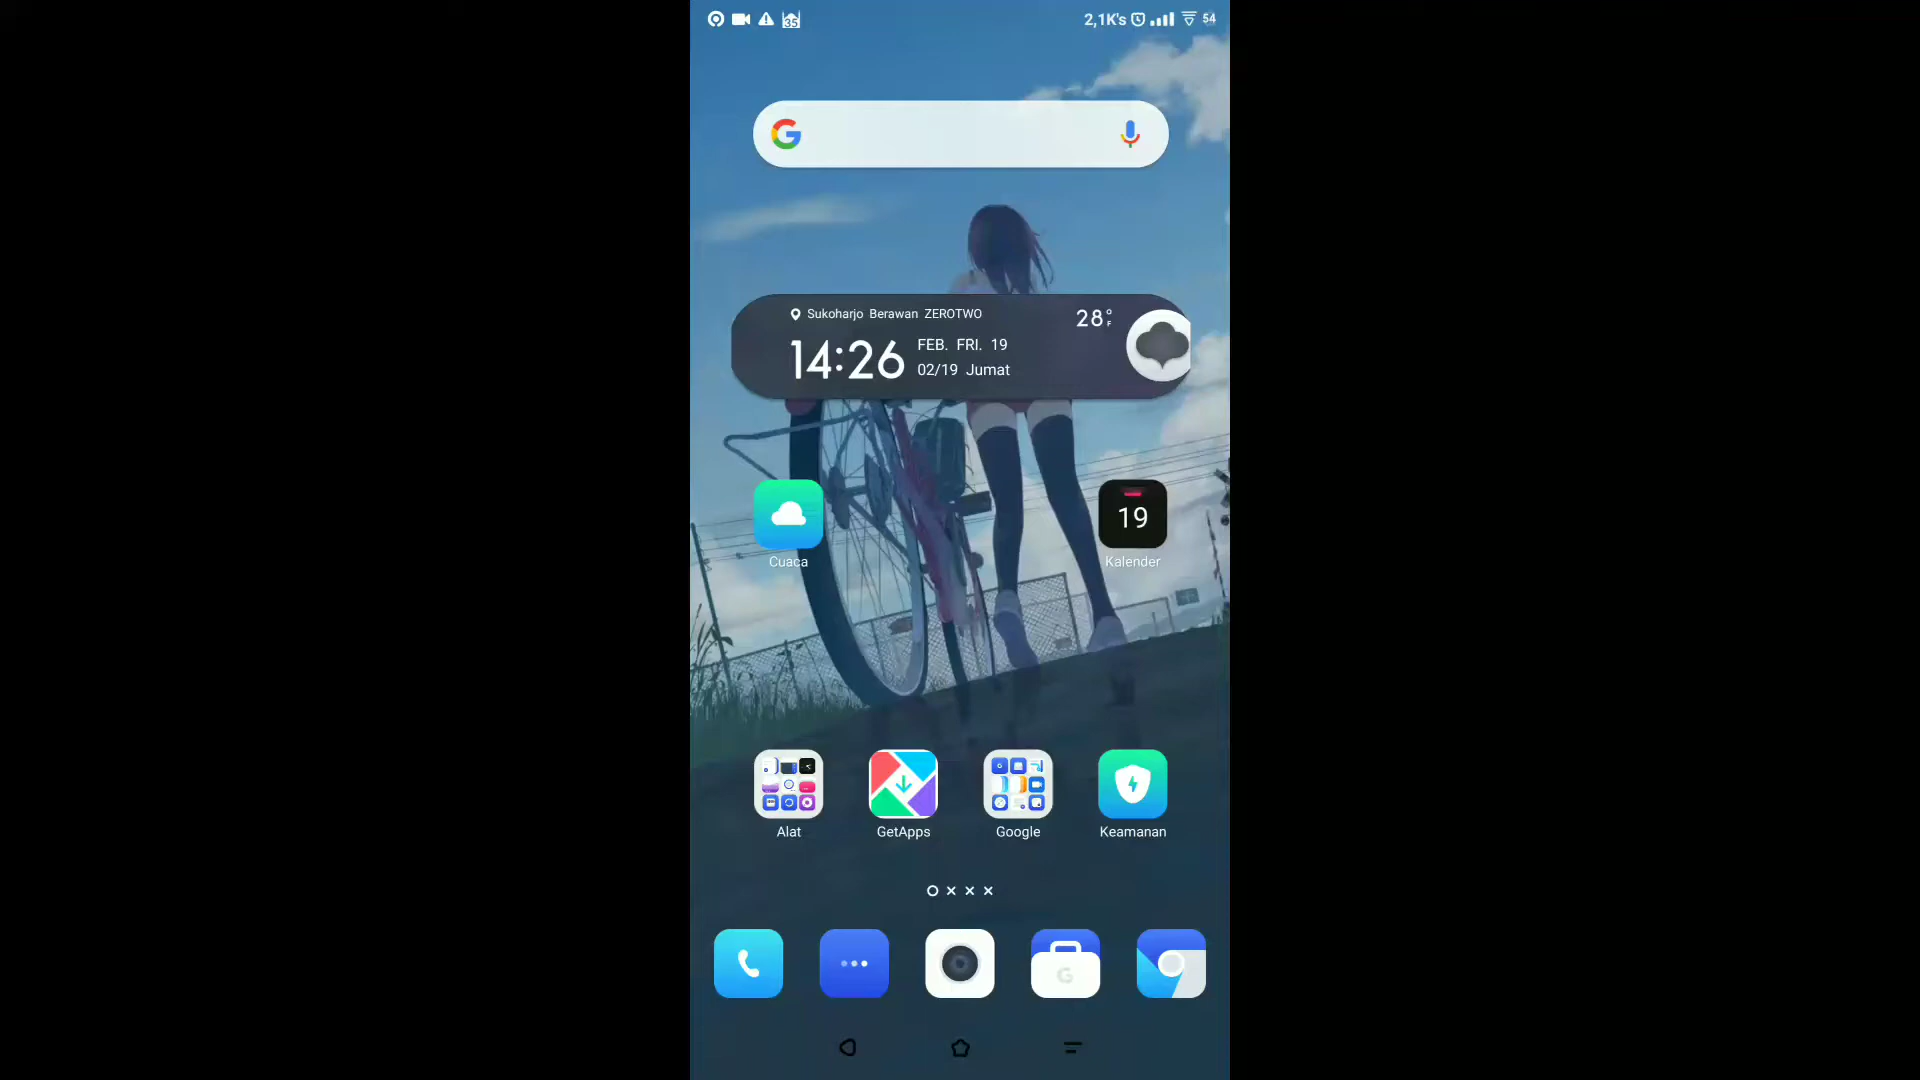 35
2,1K's
54
Sukoharjo Berawan ZEROTWO
28°F
14:26
FEB. FRI. 19
02/19 Jumat
19
Cuaca
Kalender
Alat
GetApps
Google
Keamanan